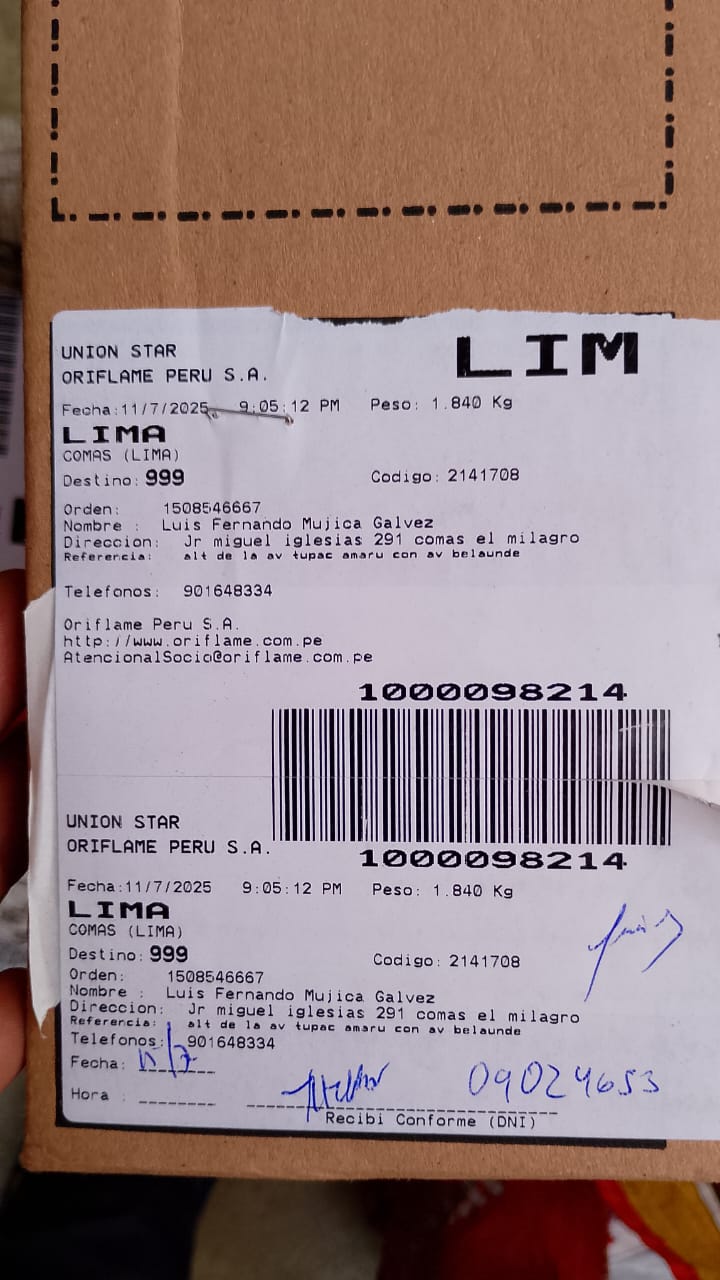 UNION STAR
ORIFLAME PERU S.A.
LIM
Fecha:11/7/2025 9:05:12 PM Peso: 1.840 Kg
LIMA
COMAS (LIMA)
Destino: 999 Codigo: 2141708
Orden: 1508546667
Nombre : Luis Fernando Mujica Galvez
Direccion: Jr miguel iglesias 291 comas el milagro
Referencia: alt de la av tupac amaru con av belaunde
Telefonos: 901648334
Oriflame Peru S.A.
http://www.oriflame.com.pe
AtencionalSocio@oriflame.com.pe
1000098214
1000098214
UNION STAR
ORIFLAME PERU S.A.
Fecha:11/7/2025 9:05:12 PM Peso: 1.840 Kg
LIMA
COMAS (LIMA)
Destino: 999 Codigo: 2141708
Orden: 1508546667
Nombre : Luis Fernando Mujica Galvez
Direccion: Jr miguel iglesias 291 comas el milagro
Referencia: alt de la av tupac amaru con av belaunde
Telefonos: 901648334
Fecha:
Hora :
09024653
Recibi Conforme (DNI)